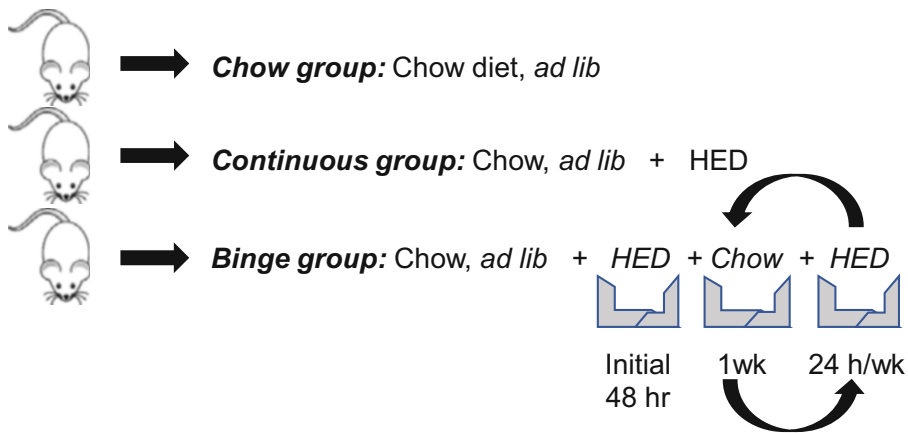 Chow group: Chow diet, ad lib
Continuous group: Chow, ad lib + HED
Binge group: Chow, ad lib + HED + Chow + HED
Initial 1wk 24 h/wk
48 hr